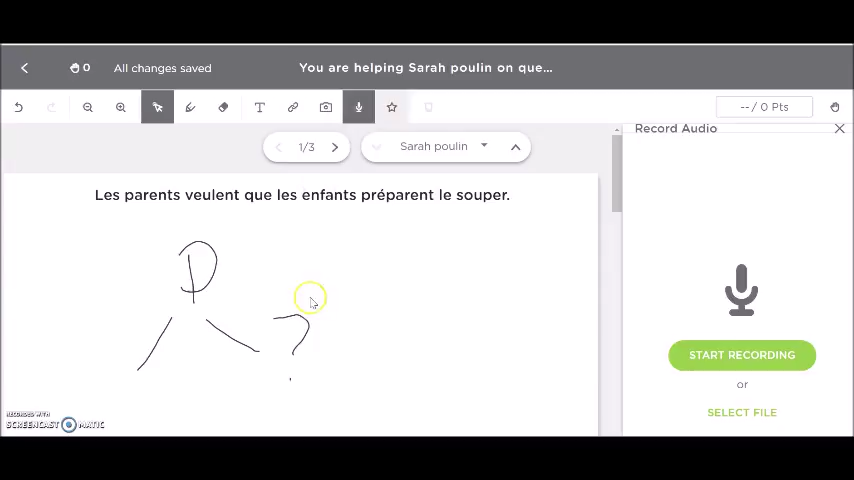 0
All changes saved
You are helping Sarah poulin on que...
T
-- / 0 Pts
Record Audio
1/3
Sarah poulin
Les parents veulent que les enfants préparent le souper.
P
?
START RECORDING
or
SELECT FILE
RECORDED WITH
SCREENCAST MATIC